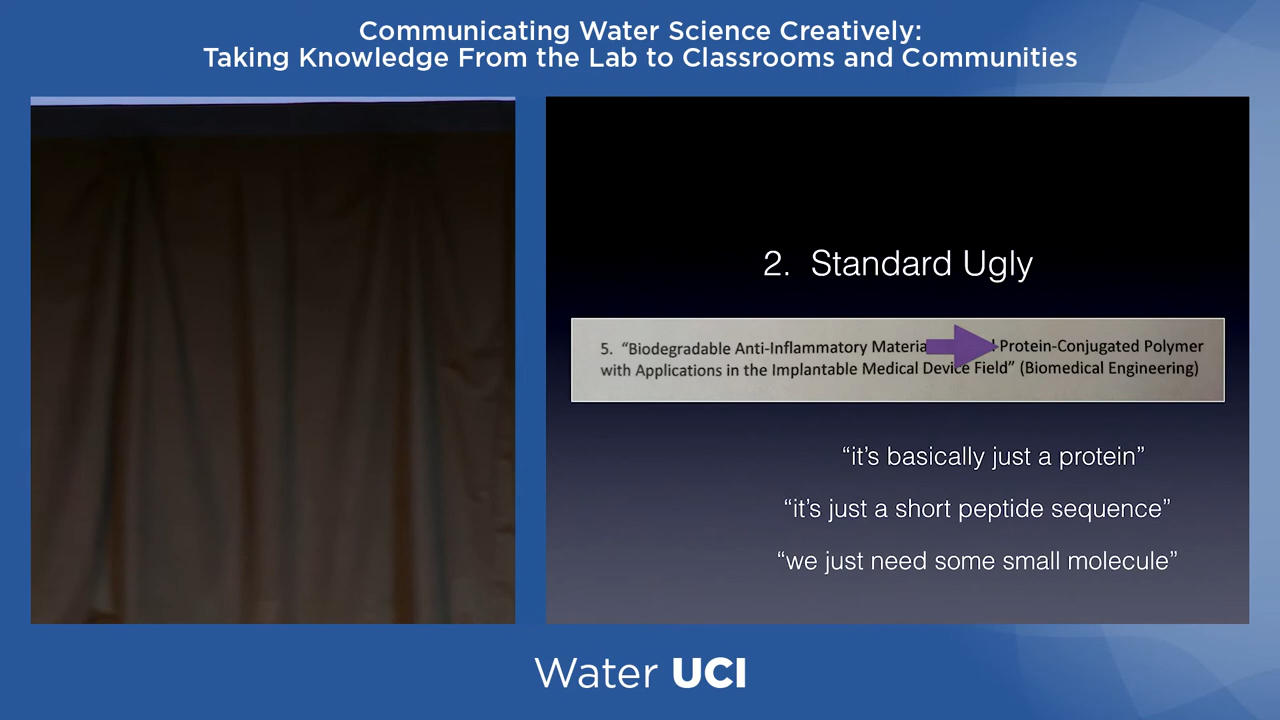 Communicating Water Science Creatively:
Taking Knowledge From the Lab to Classrooms and Communities
2. Standard Ugly
5. “Biodegradable Anti-Inflammatory Protein-Conjugated Polymer
with Applications in the Implantable Medical Device Field” (Biomedical Engineering)
“it’s basically just a protein”
“it’s just a short peptide sequence”
“we just need some small molecule”
Water UCI